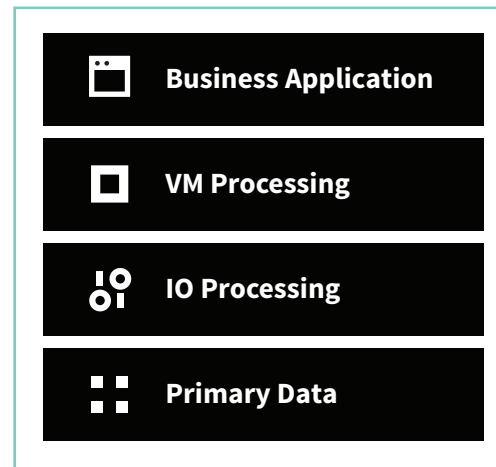 Business Application
VM Processing
IO Processing
Primary Data